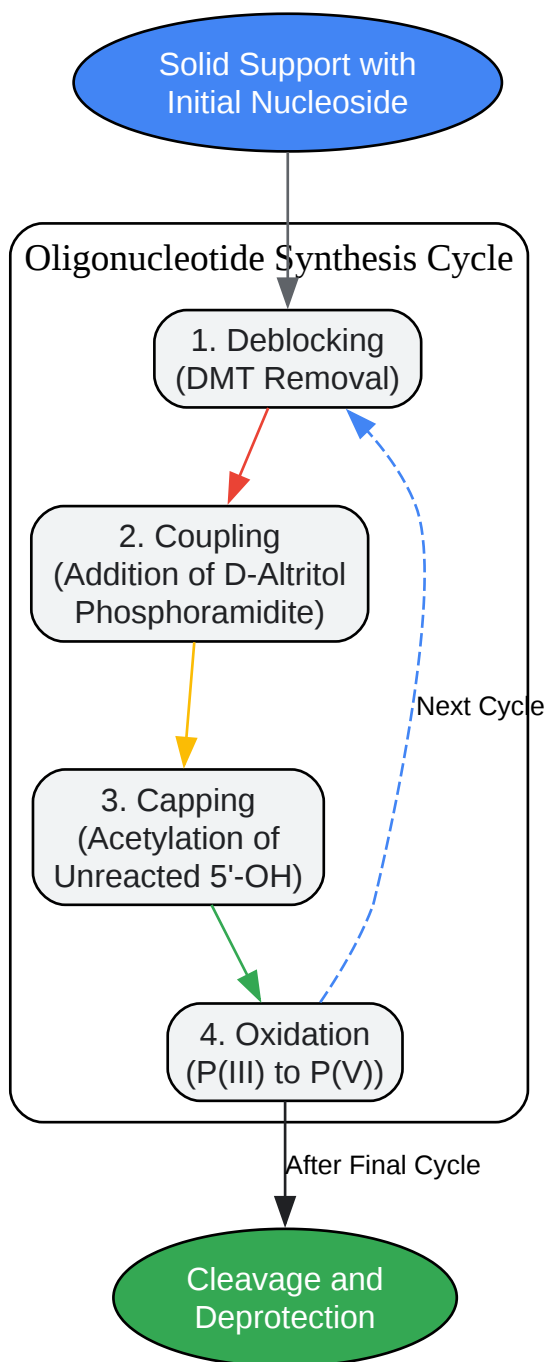 Solid Support with
Initial Nucleoside
Oligonucleotide Synthesis Cycle
1. Deblocking
(DMT Removal)
2. Coupling
(Addition of D-Altritol
Phosphoramidite)
Next Cycle
3. Capping
(Acetylation of
Unreacted 5'-OH)
4. Oxidation
(P(III) to P(V))
After Final Cycle
Cleavage and
Deprotection